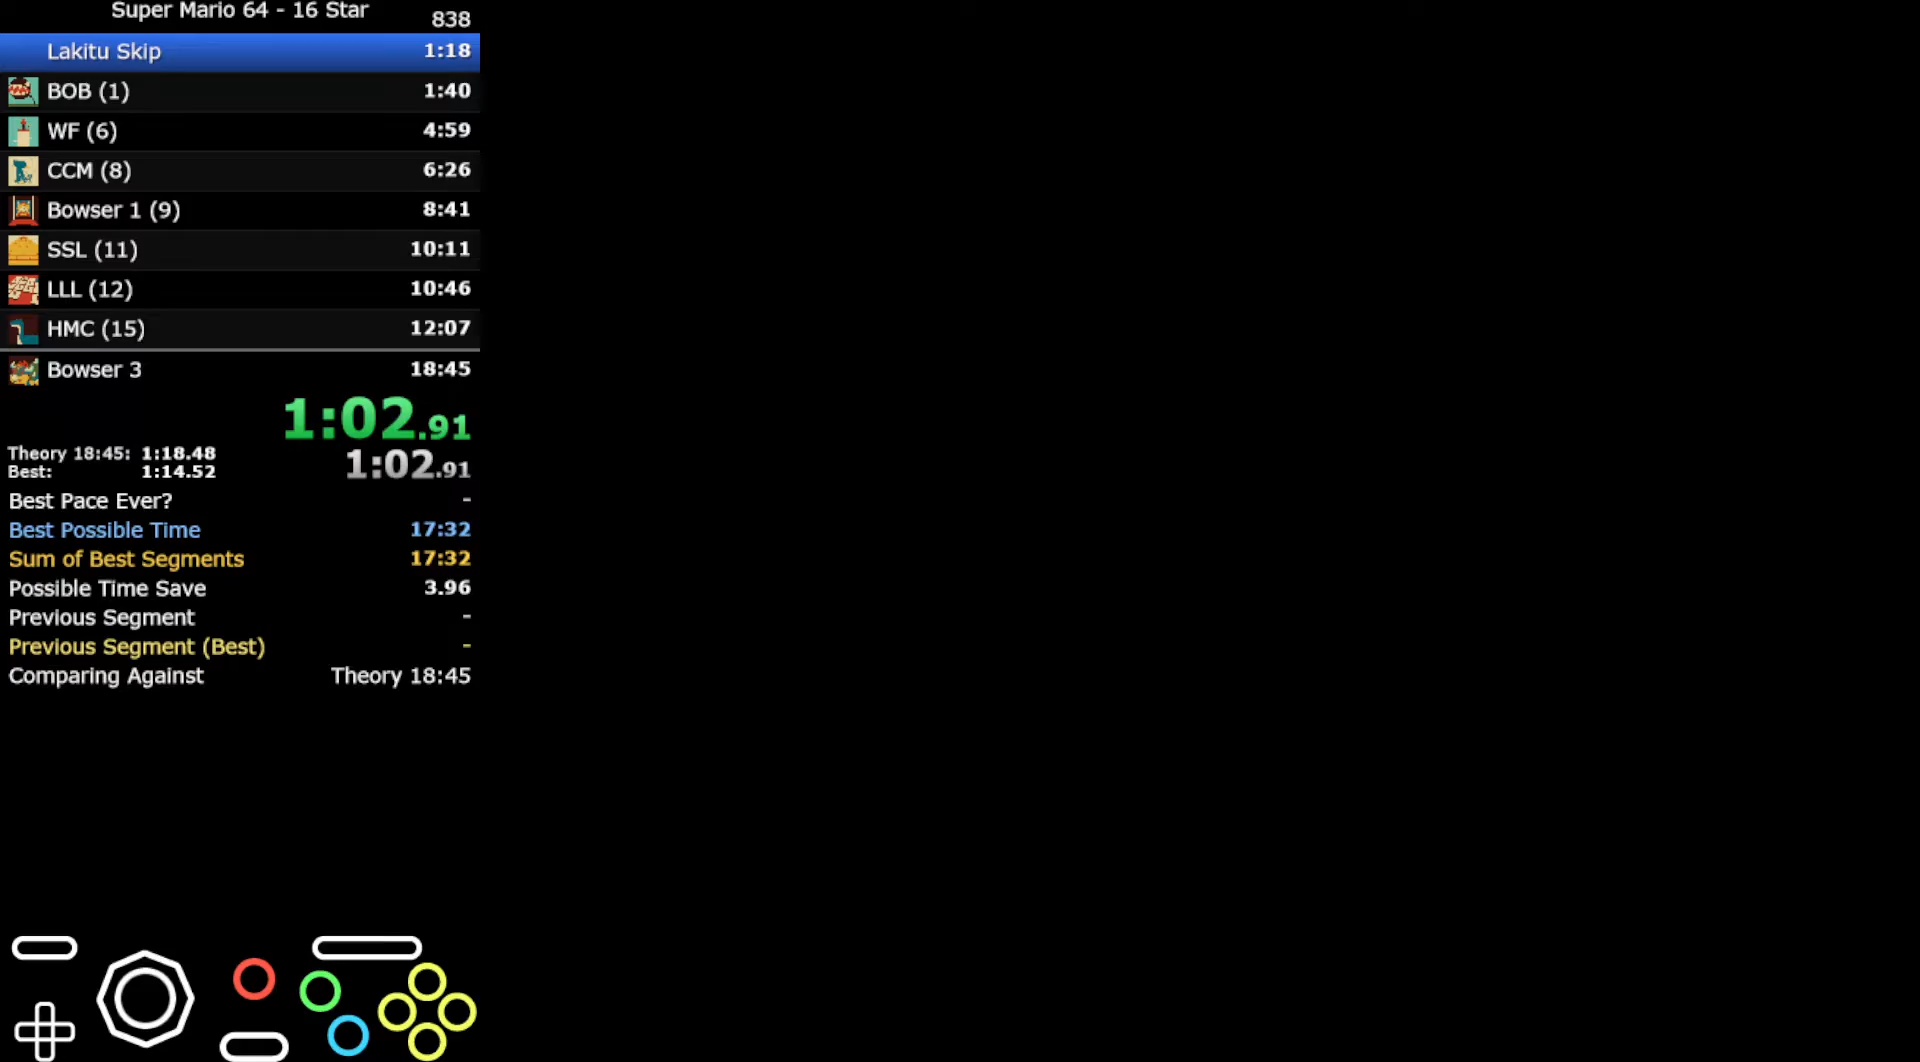 Super Mario 64 - 16 Star
838
Lakitu Skip 1:18
BOB (1) 1:40
WF (6) 4:59
CCM (8) 6:26
Bowser 1 (9) 8:41
SSL (11) 10:11
LLL (12) 10:46
HMC (15) 12:07
Bowser 3 18:45
1:02.91
Theory 18:45: 1:18.48
Best: 1:14.52
1:02.91
Best Pace Ever? -
Best Possible Time 17:32
Sum of Best Segments 17:32
Possible Time Save 3.96
Previous Segment -
Previous Segment (Best) -
Comparing Against Theory 18:45